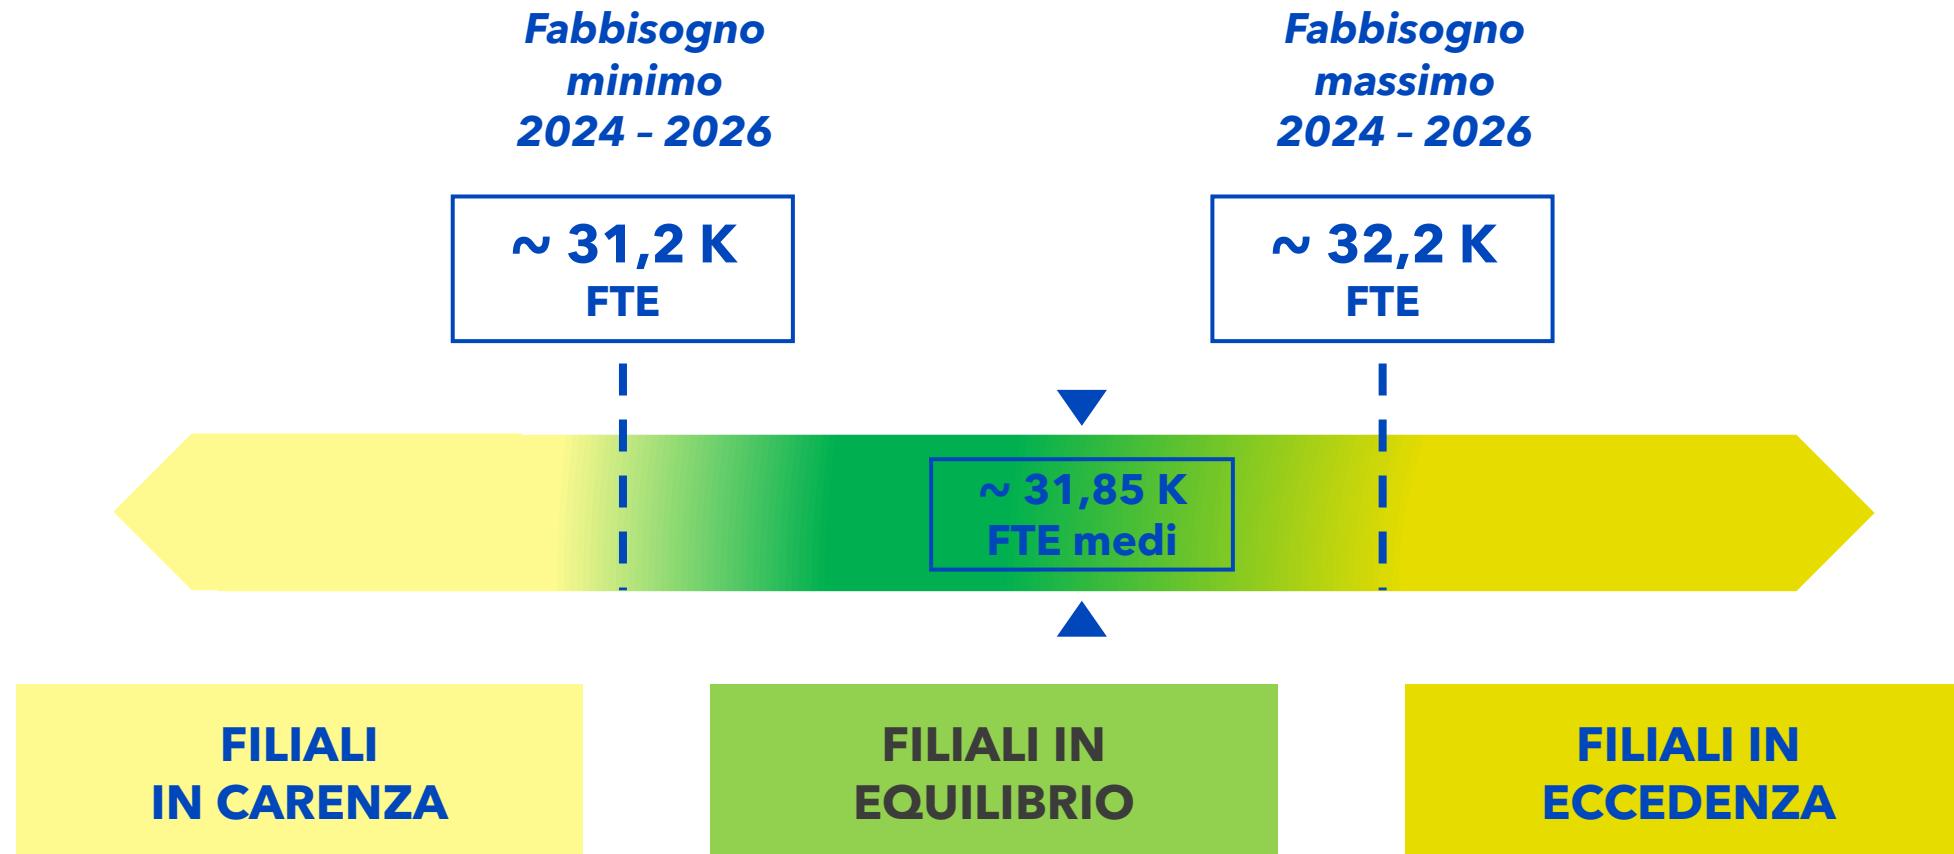 Fabbisogno
minimo
2024 – 2026
Fabbisogno
massimo
2024 – 2026
~ 31,2 K
FTE
~ 32,2 K
FTE
~ 31,85 K
FTE medi
FILIALI
IN CARENZA
FILIALI IN
EQUILIBRIO
FILIALI IN
ECCEDENZA